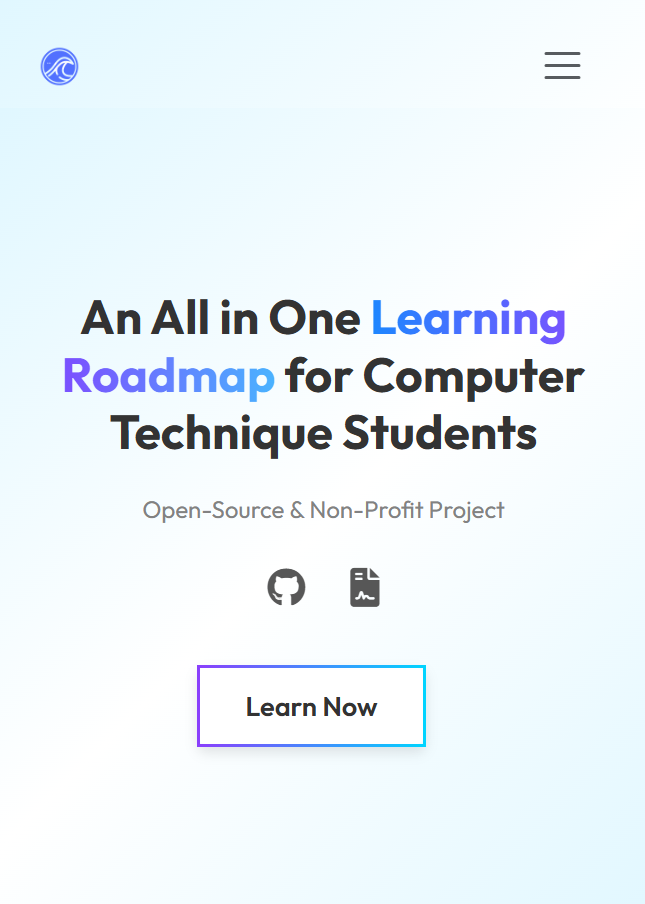 An All in One Learning
Roadmap for Computer
Technique Students
Open-Source & Non-Profit Project
Learn Now